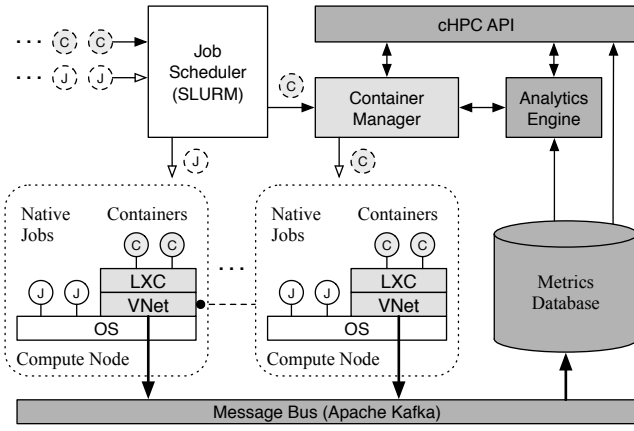 cHPC API
... C C
... J J
Job
Scheduler
(SLURM)
C
Container
Manager
Analytics
Engine
J
C
Native
Jobs
Containers
C C
J J
LXC
VNet
OS
Compute Node
...
Native
Jobs
Containers
C C
J J
LXC
VNet
OS
Compute Node
Metrics
Database
Message Bus (Apache Kafka)